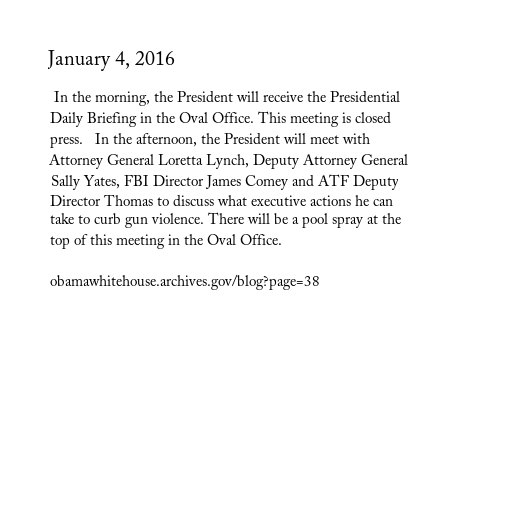 January 4, 2016
In the morning, the President will receive the Presidential
Daily Briefing in the Oval Office. This meeting is closed
press.   In the afternoon, the President will meet with
Attorney General Loretta Lynch, Deputy Attorney General
Sally Yates, FBI Director James Comey and ATF Deputy
Director Thomas to discuss what executive actions he can
take to curb gun violence. There will be a pool spray at the
top of this meeting in the Oval Office.
obamawhitehouse.archives.gov/blog?page=38